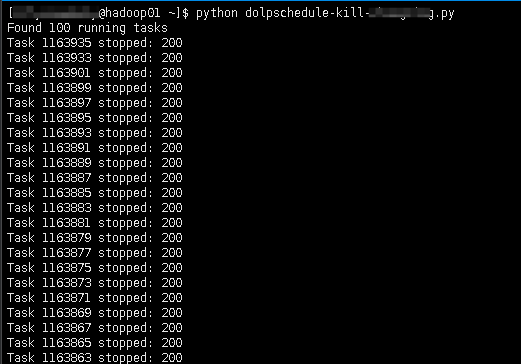 [@hadoop01 ~]$ python dolpschedule-kill-.py
Found 100 running tasks
Task 1163935 stopped: 200
Task 1163933 stopped: 200
Task 1163901 stopped: 200
Task 1163899 stopped: 200
Task 1163897 stopped: 200
Task 1163895 stopped: 200
Task 1163893 stopped: 200
Task 1163891 stopped: 200
Task 1163889 stopped: 200
Task 1163887 stopped: 200
Task 1163885 stopped: 200
Task 1163883 stopped: 200
Task 1163881 stopped: 200
Task 1163879 stopped: 200
Task 1163877 stopped: 200
Task 1163875 stopped: 200
Task 1163873 stopped: 200
Task 1163871 stopped: 200
Task 1163869 stopped: 200
Task 1163867 stopped: 200
Task 1163865 stopped: 200
Task 1163863 stopped: 200